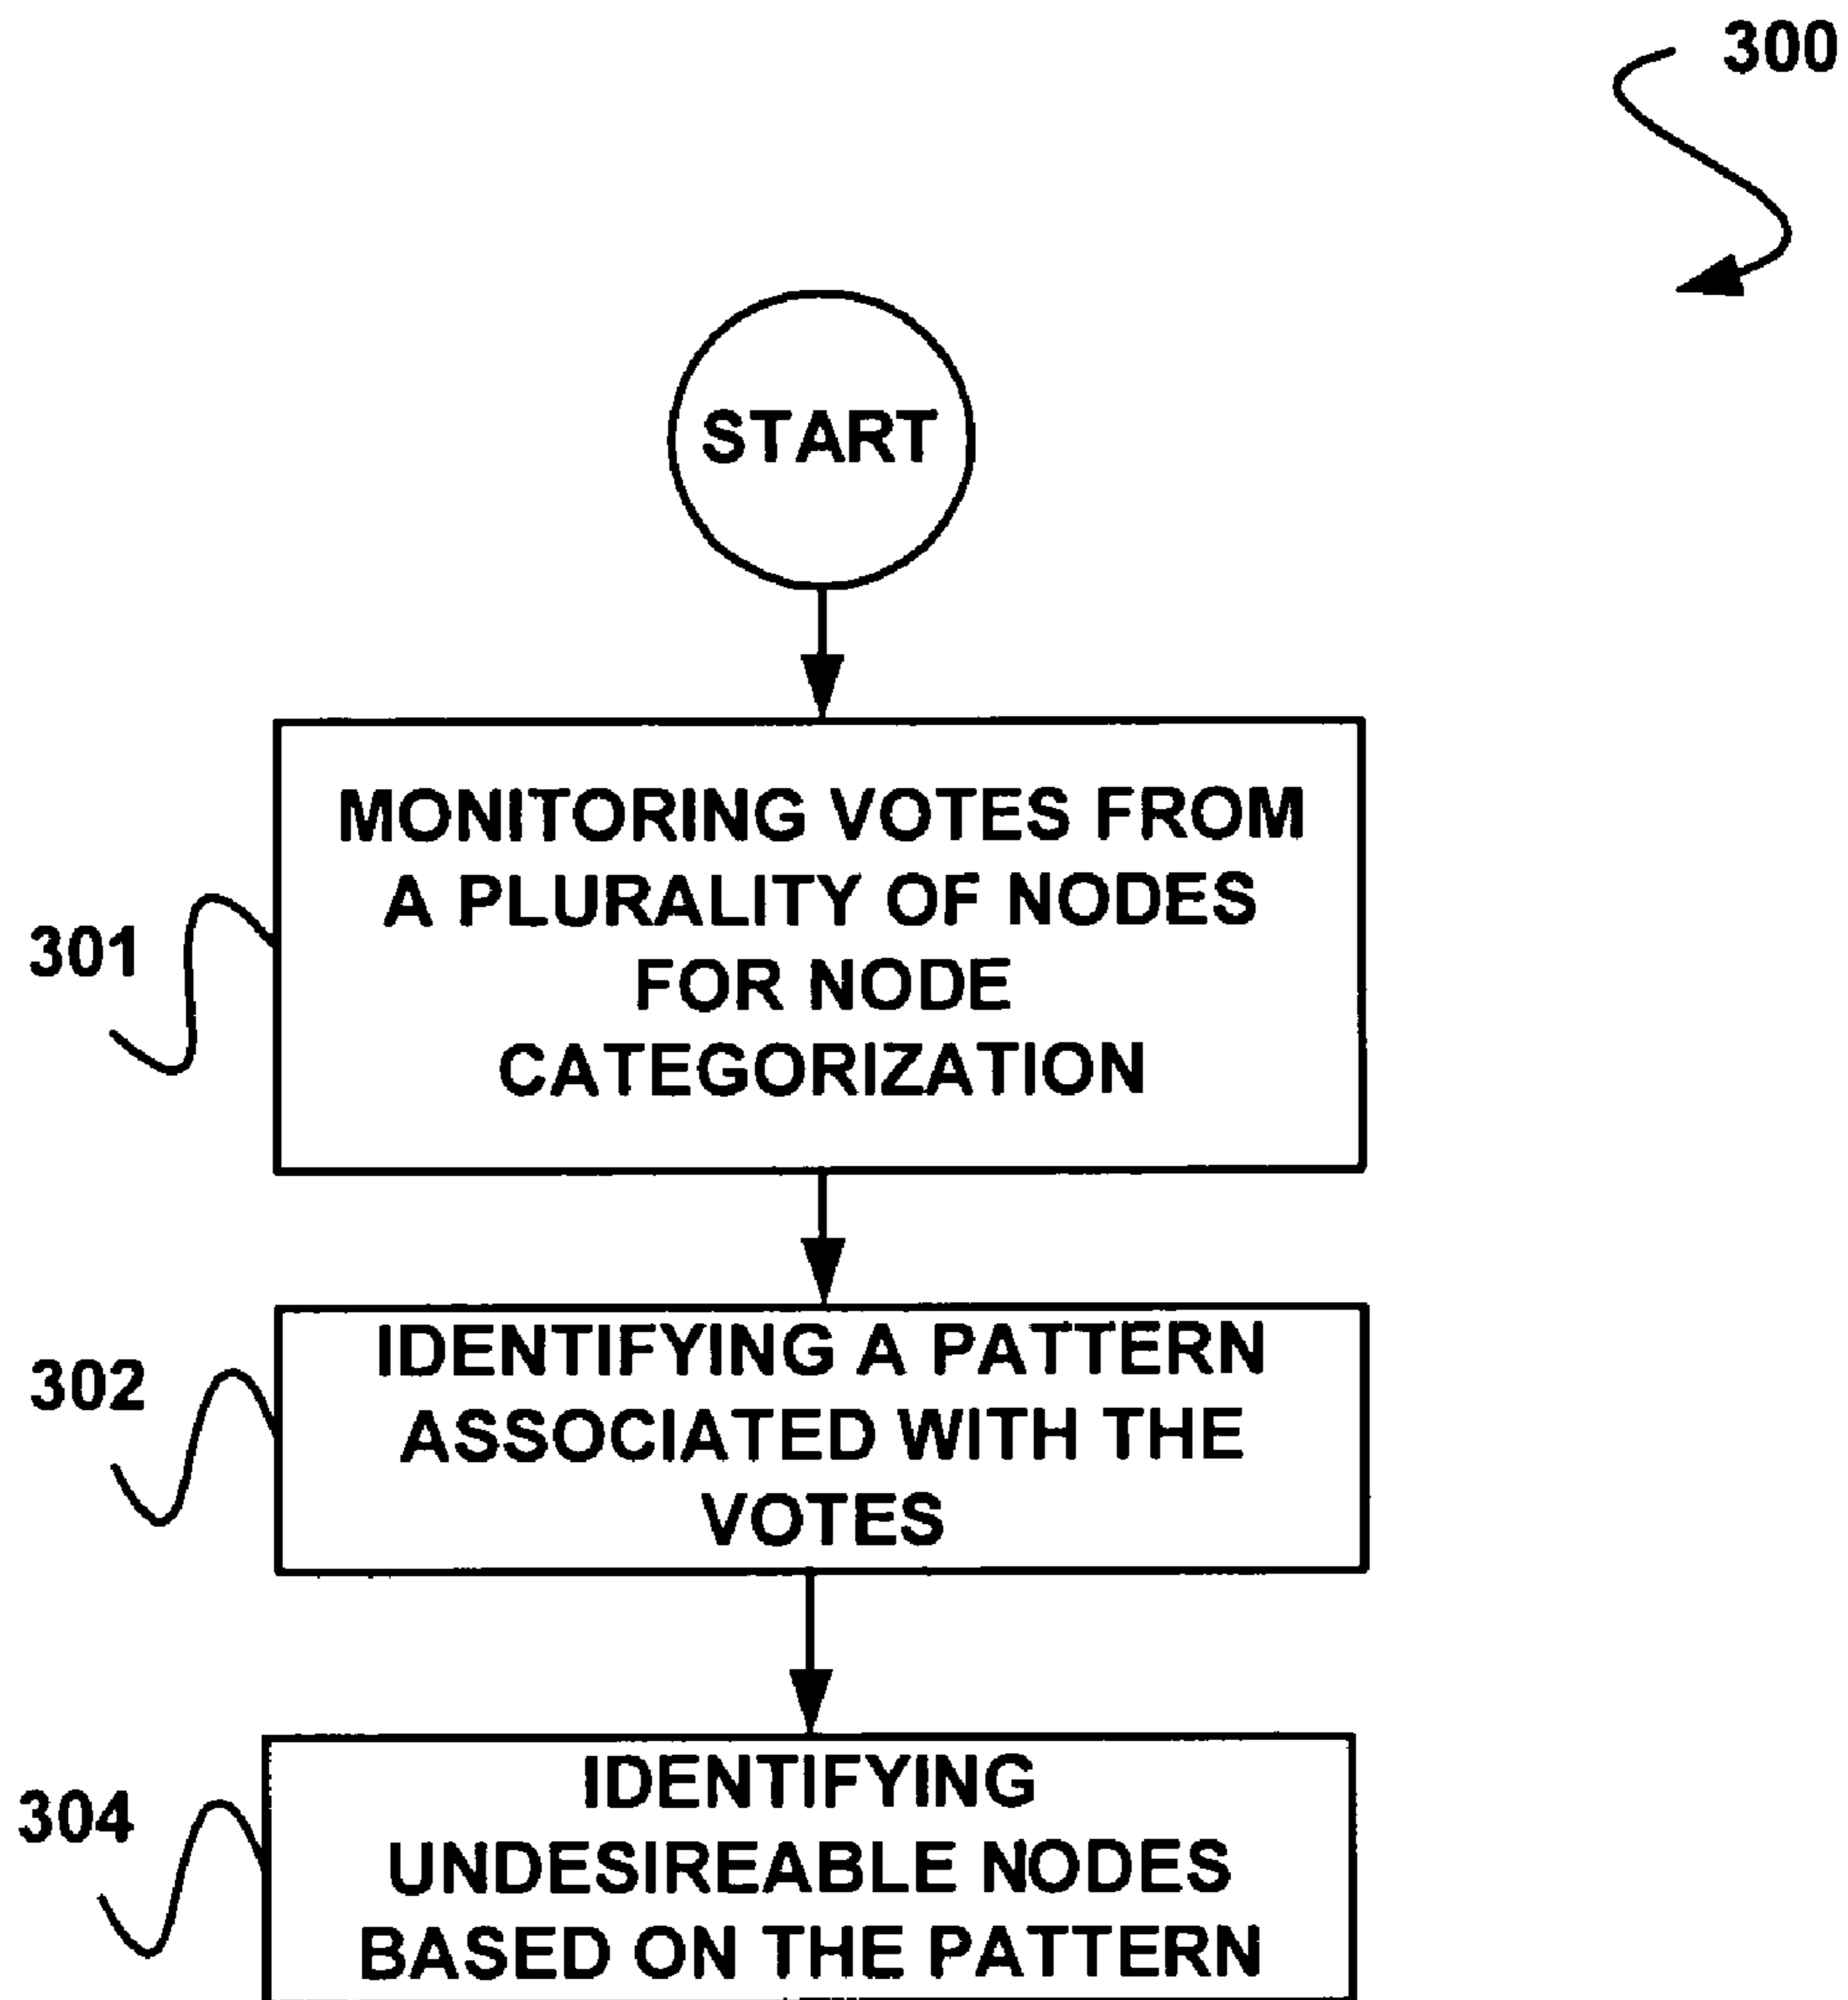 300
START
MONITORING VOTES FROM
A PLURALITY OF NODES
FOR NODE
CATEGORIZATION
301
IDENTIFYING A PATTERN
ASSOCIATED WITH THE
VOTES
302
IDENTIFYING
UNDESIREABLE NODES
BASED ON THE PATTERN
304